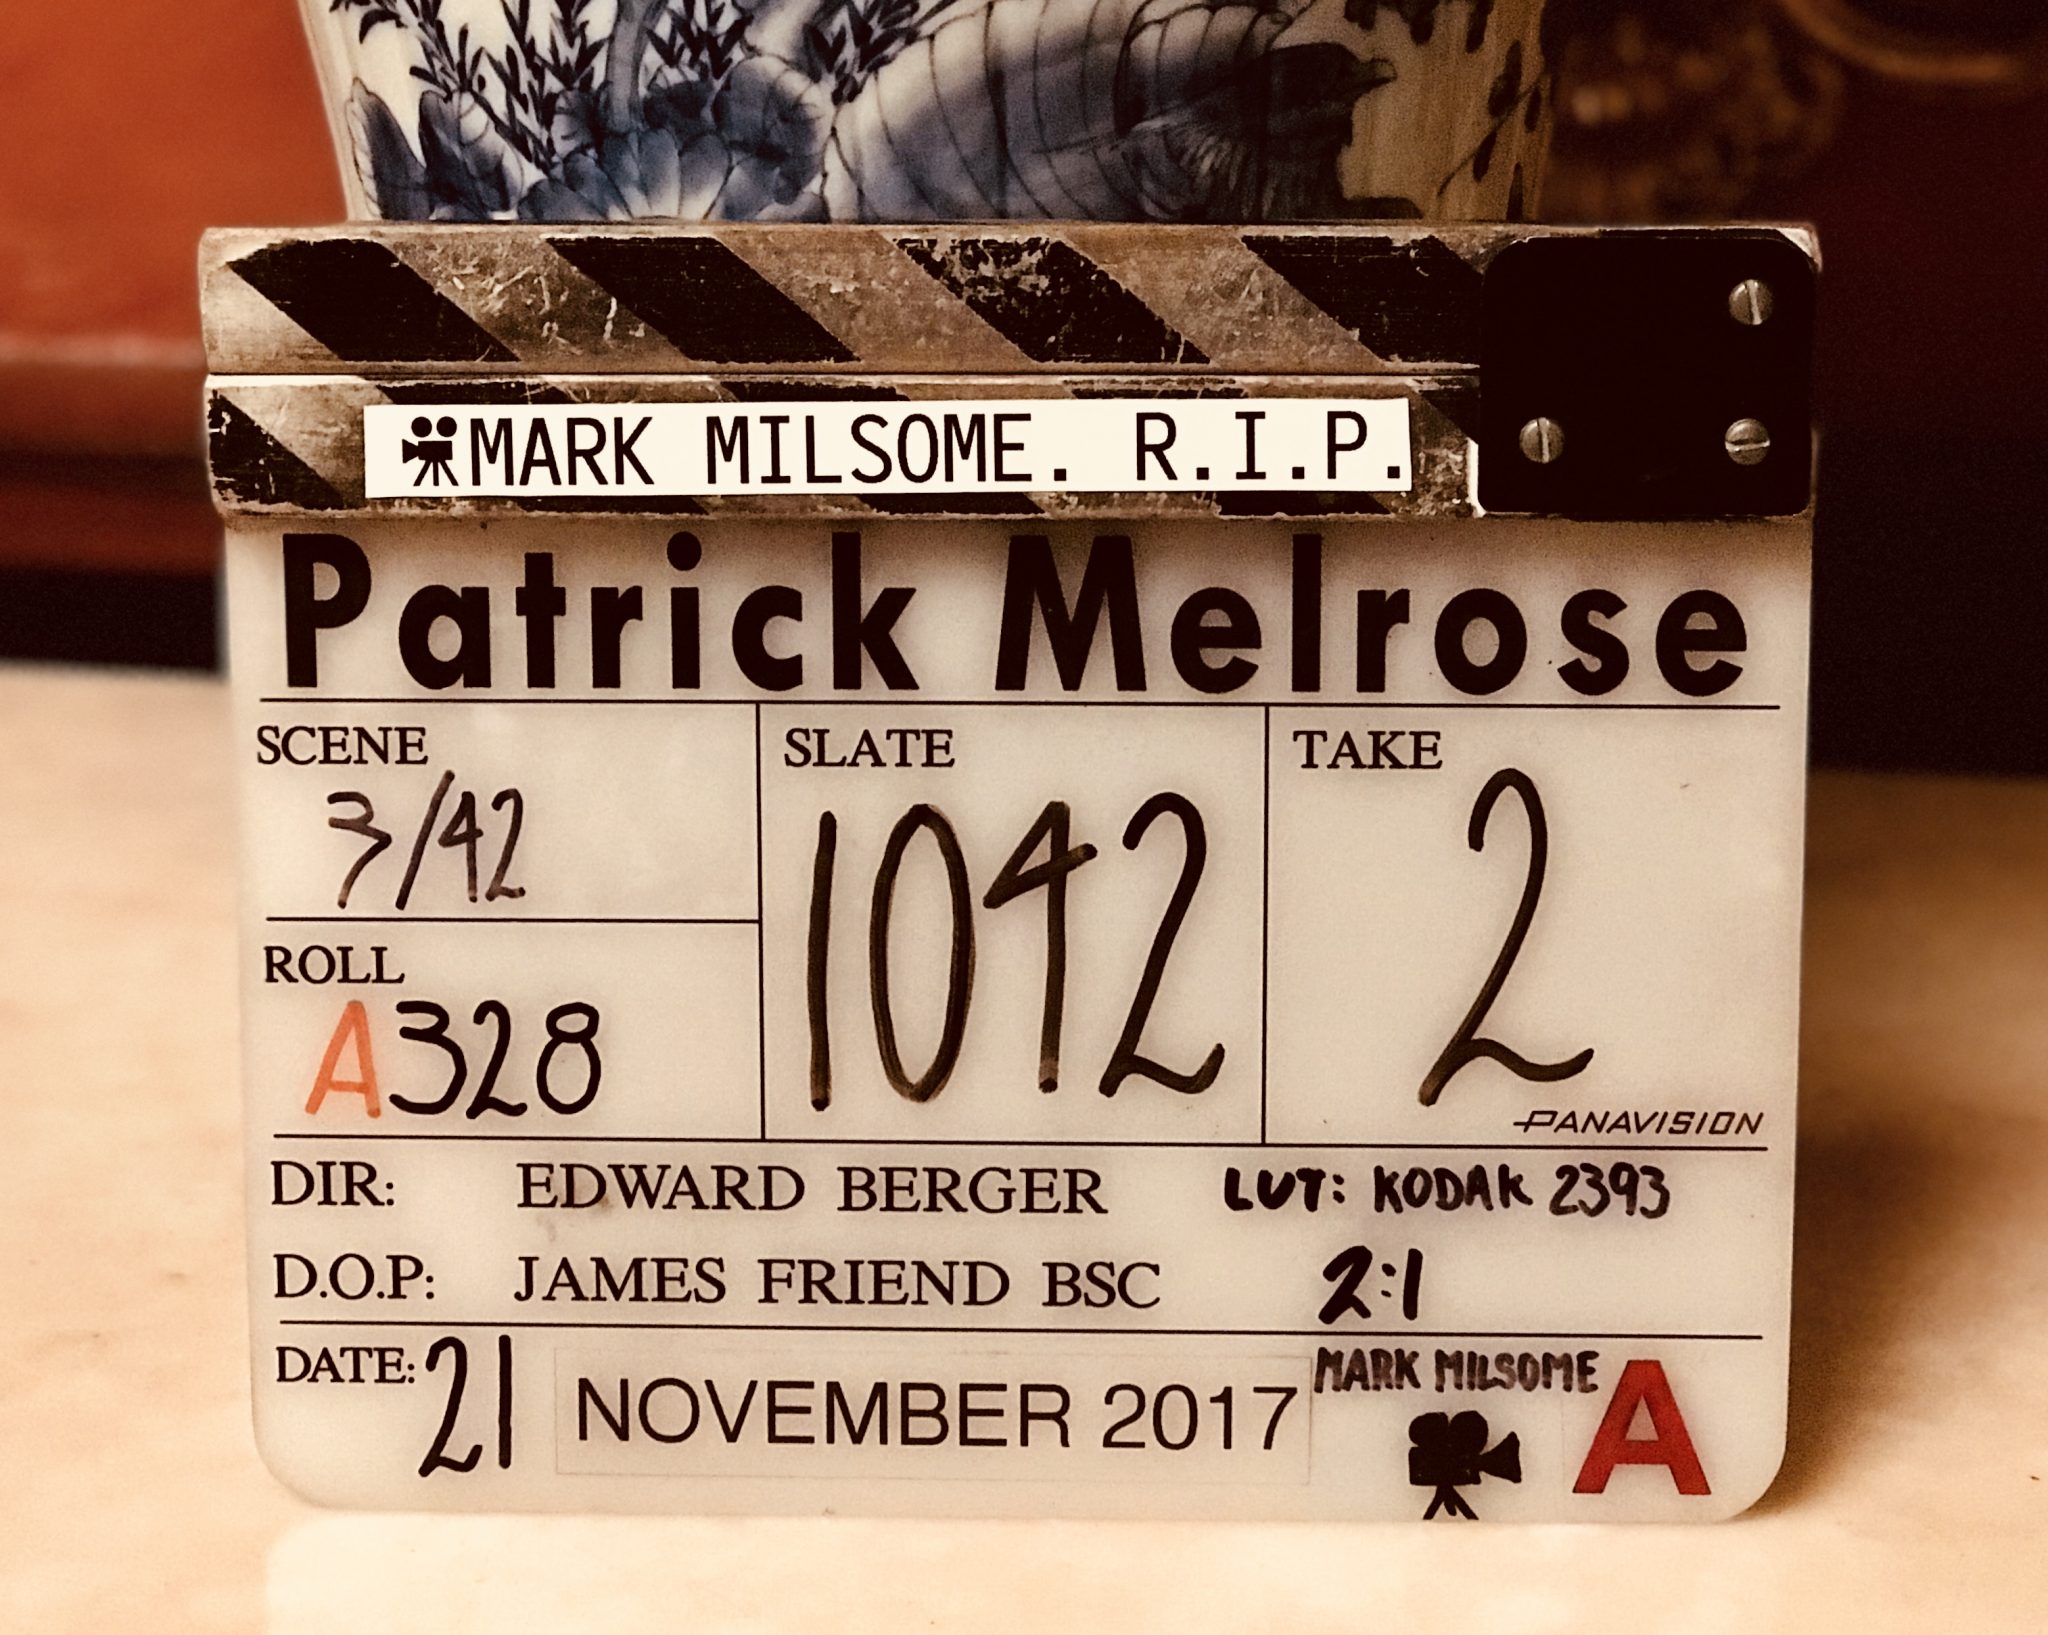 MARK MILSOME. R.I.P.
Patrick Melrose
SCENE
3/42
SLATE
1042
TAKE
2
ROLL
A328
PANAVISION
DIR: EDWARD BERGER LUT: KODAK 2393
D.O.P: JAMES FRIEND BSC 2:1
DATE: 21 NOVEMBER 2017 MARK MILSOME A